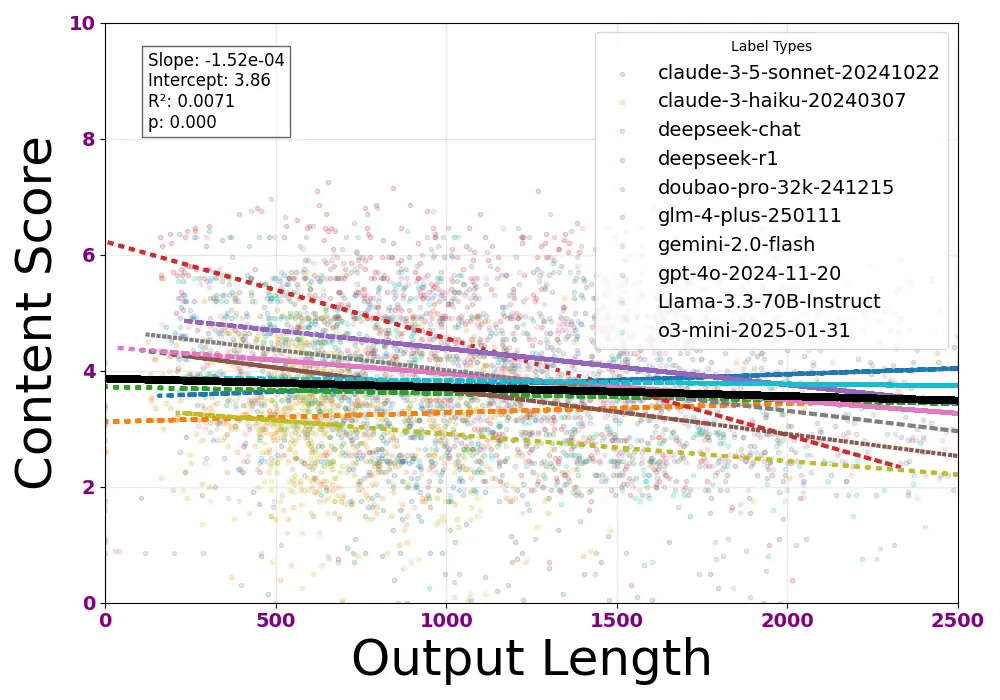 10
8
6
4
2
0
Content Score
Slope: -1.52e-04
Intercept: 3.86
R²: 0.0071
p: 0.000
Label Types
claude-3-5-sonnet-20241022
claude-3-haiku-20240307
deepseek-chat
deepseek-r1
doubao-pro-32k-241215
glm-4-plus-250111
gemini-2.0-flash
gpt-4o-2024-11-20
Llama-3.3-70B-Instruct
o3-mini-2025-01-31
0 500 1000 1500 2000 2500
Output Length